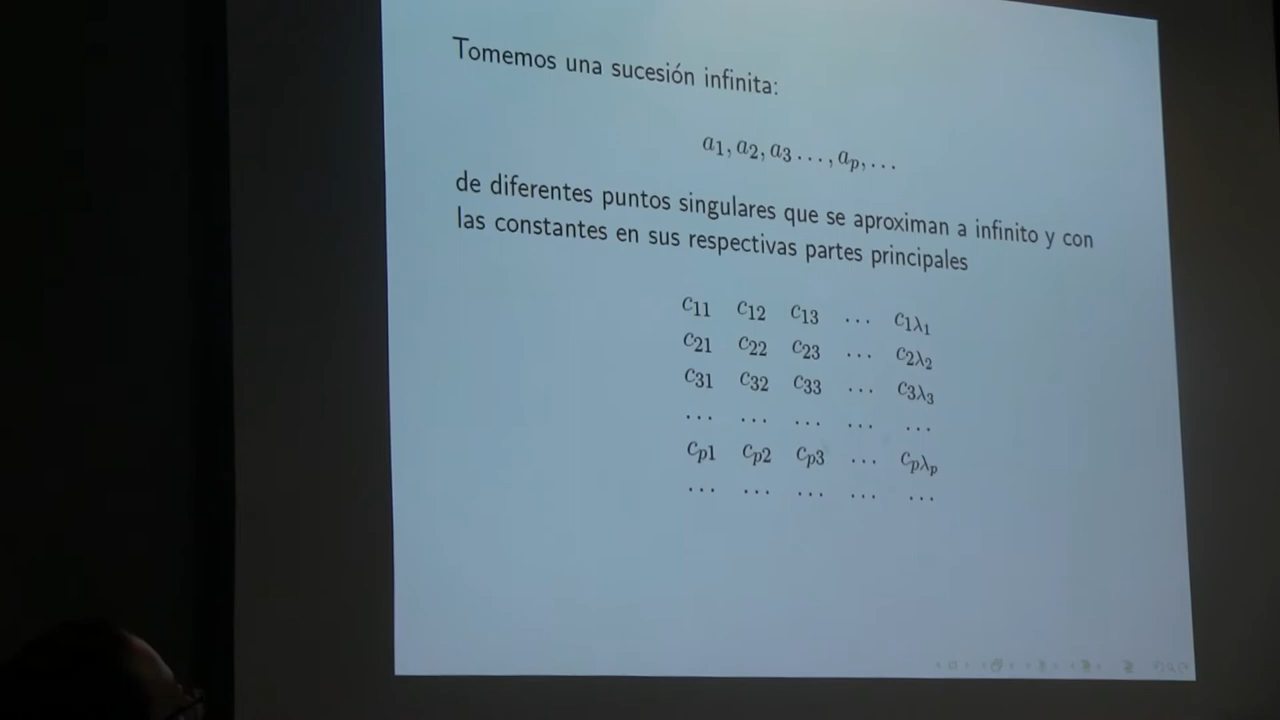 Tomemos una sucesión infinita:
a₁, a₂, a₃ . . . , aₚ, . . .
de diferentes puntos singulares que se aproximan a infinito y con
las constantes en sus respectivas partes principales
c₁₁ c₁₂ c₁₃ . . . c₁λ₁
c₂₁ c₂₂ c₂₃ . . . c₂λ₂
c₃₁ c₃₂ c₃₃ . . . c₃λ₃
. . . . . . . . . . . . . . .
cₚ₁ cₚ₂ cₚ₃ . . . cₚλₚ
. . . . . . . . . . . . . . .